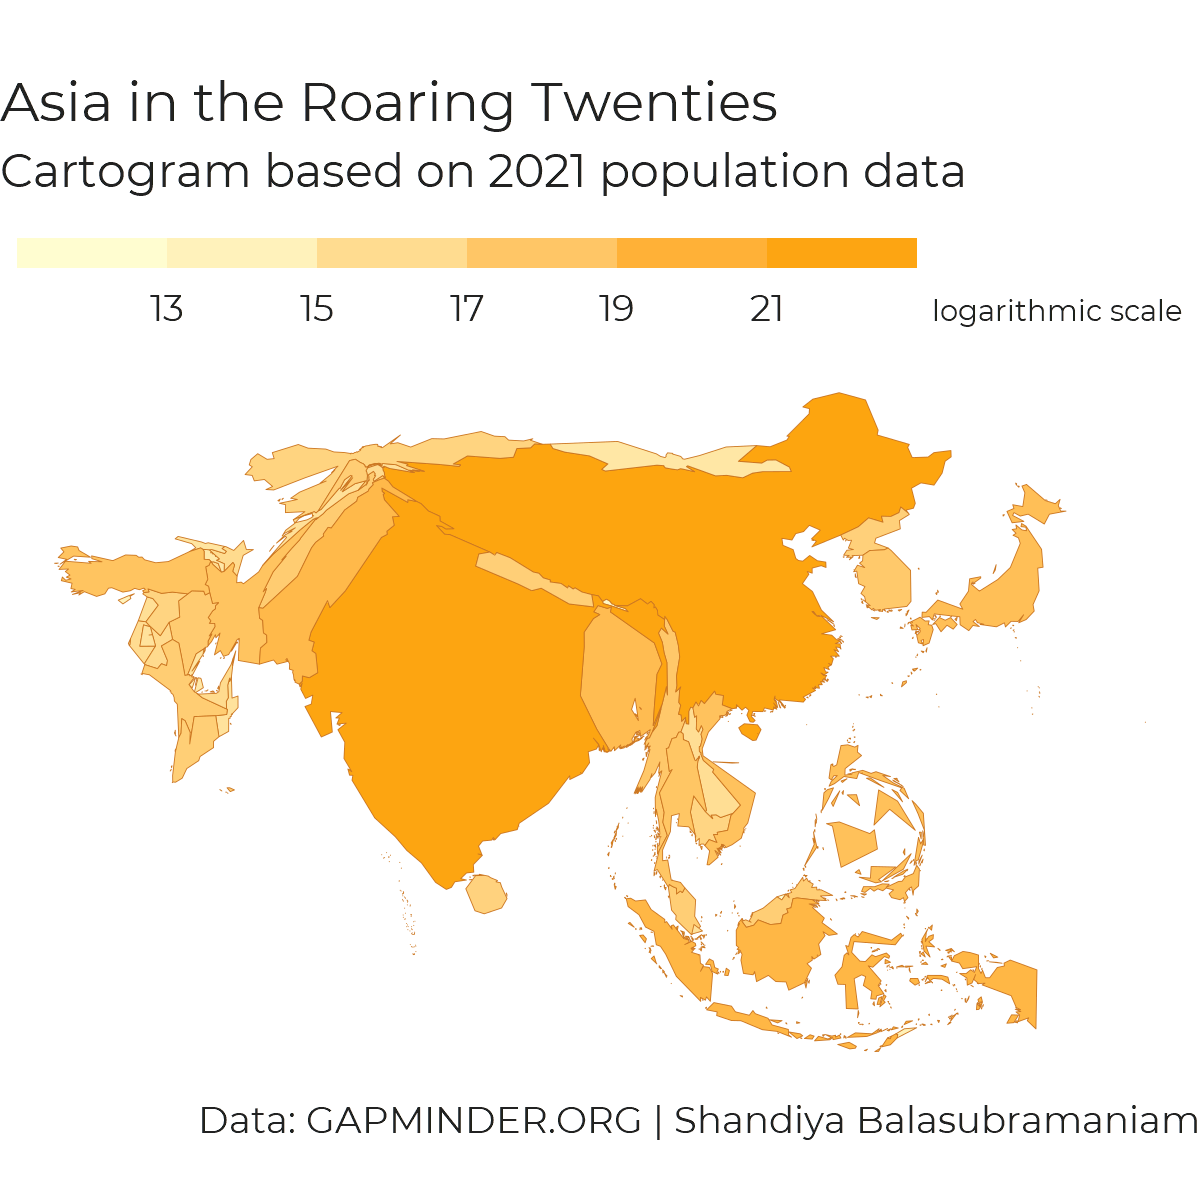 Asia in the Roaring Twenties
Cartogram based on 2021 population data
13 15 17 19 21 logarithmic scale
Data: GAPMINDER.ORG | Shandiya Balasubramaniam